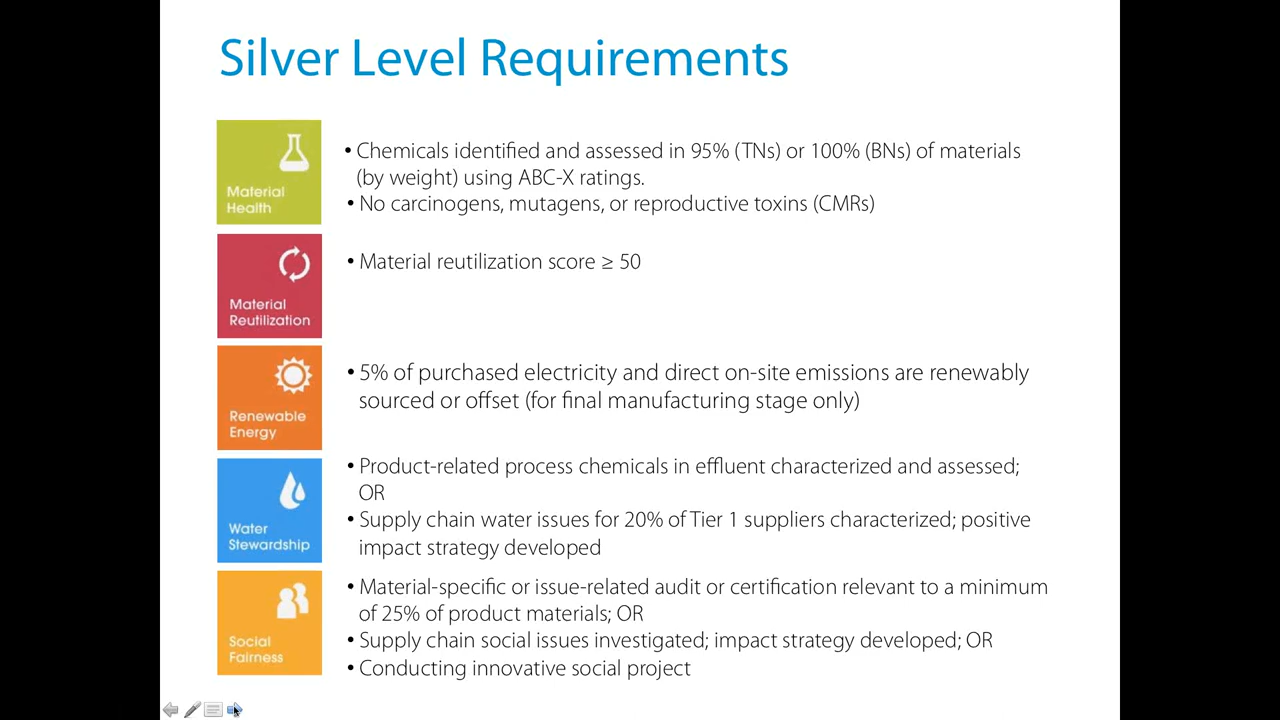 Silver Level Requirements
Material
Health
• Chemicals identified and assessed in 95% (TNs) or 100% (BNs) of materials
(by weight) using ABC-X ratings.
• No carcinogens, mutagens, or reproductive toxins (CMRs)
Material
Reutilization
• Material reutilization score ≥ 50
Renewable
Energy
• 5% of purchased electricity and direct on-site emissions are renewably
sourced or offset (for final manufacturing stage only)
Water
Stewardship
• Product-related process chemicals in effluent characterized and assessed;
OR
• Supply chain water issues for 20% of Tier 1 suppliers characterized; positive
impact strategy developed
Social
Fairness
• Material-specific or issue-related audit or certification relevant to a minimum
of 25% of product materials; OR
• Supply chain social issues investigated; impact strategy developed; OR
• Conducting innovative social project